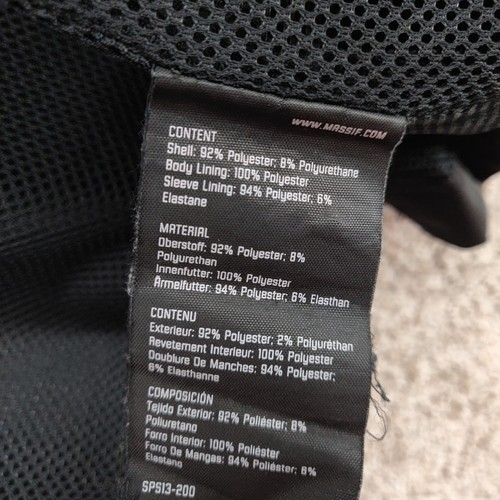 WWW.MASSIF.COM
CONTENT
Shell: 92% Polyester; 8% Polyurethane
Body Lining: 100% Polyester
Sleeve Lining: 94% Polyester; 6%
Elastane
MATERIAL
Oberstoff: 92% Polyester; 8%
Polyurethan
Innenfutter: 100% Polyester
Ärmelfutter: 94% Polyester; 6% Elasthan
CONTENU
Exterieur: 92% Polyester; 2% Polyuréthan
Revetement Interieur: 100% Polyester
Doublure De Manches: 94% Polyester;
6% Elasthanne
COMPOSICIÓN
Tejido Exterior; 92% Poliéster; 8%
Poliuretano
Forro Interior: 100% Poliéster
Forro De Mangas: 94% Poliéster; 6%
Elastano
SPS13-200